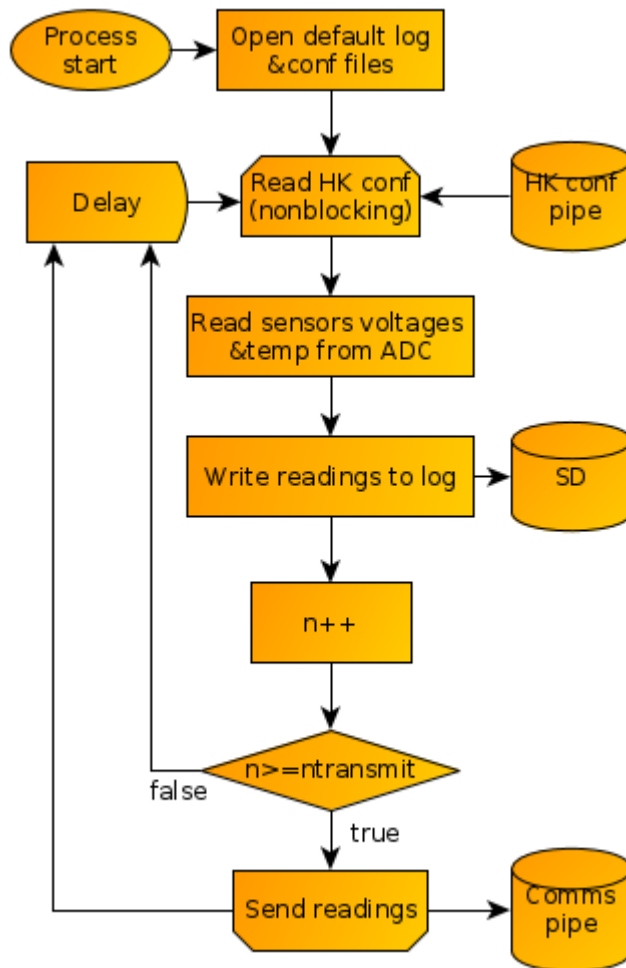 Process
start
Open default log
&conf files
Delay
Read HK conf
(nonblocking)
HK conf
pipe
Read sensors voltages
&temp from ADC
Write readings to log
SD
n++
n>=ntransmit
false
true
Send readings
Comms
pipe